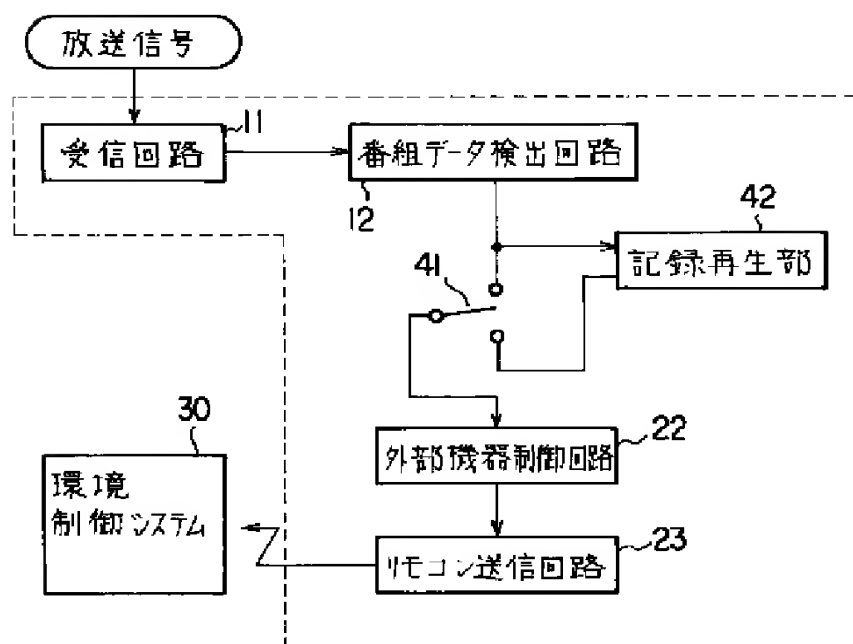 放送信号
11
受信回路
番組データ検出回路
12
42
記録再生部
41
30
環境
制御システム
22
外部機器制御回路
23
リモコン送信回路